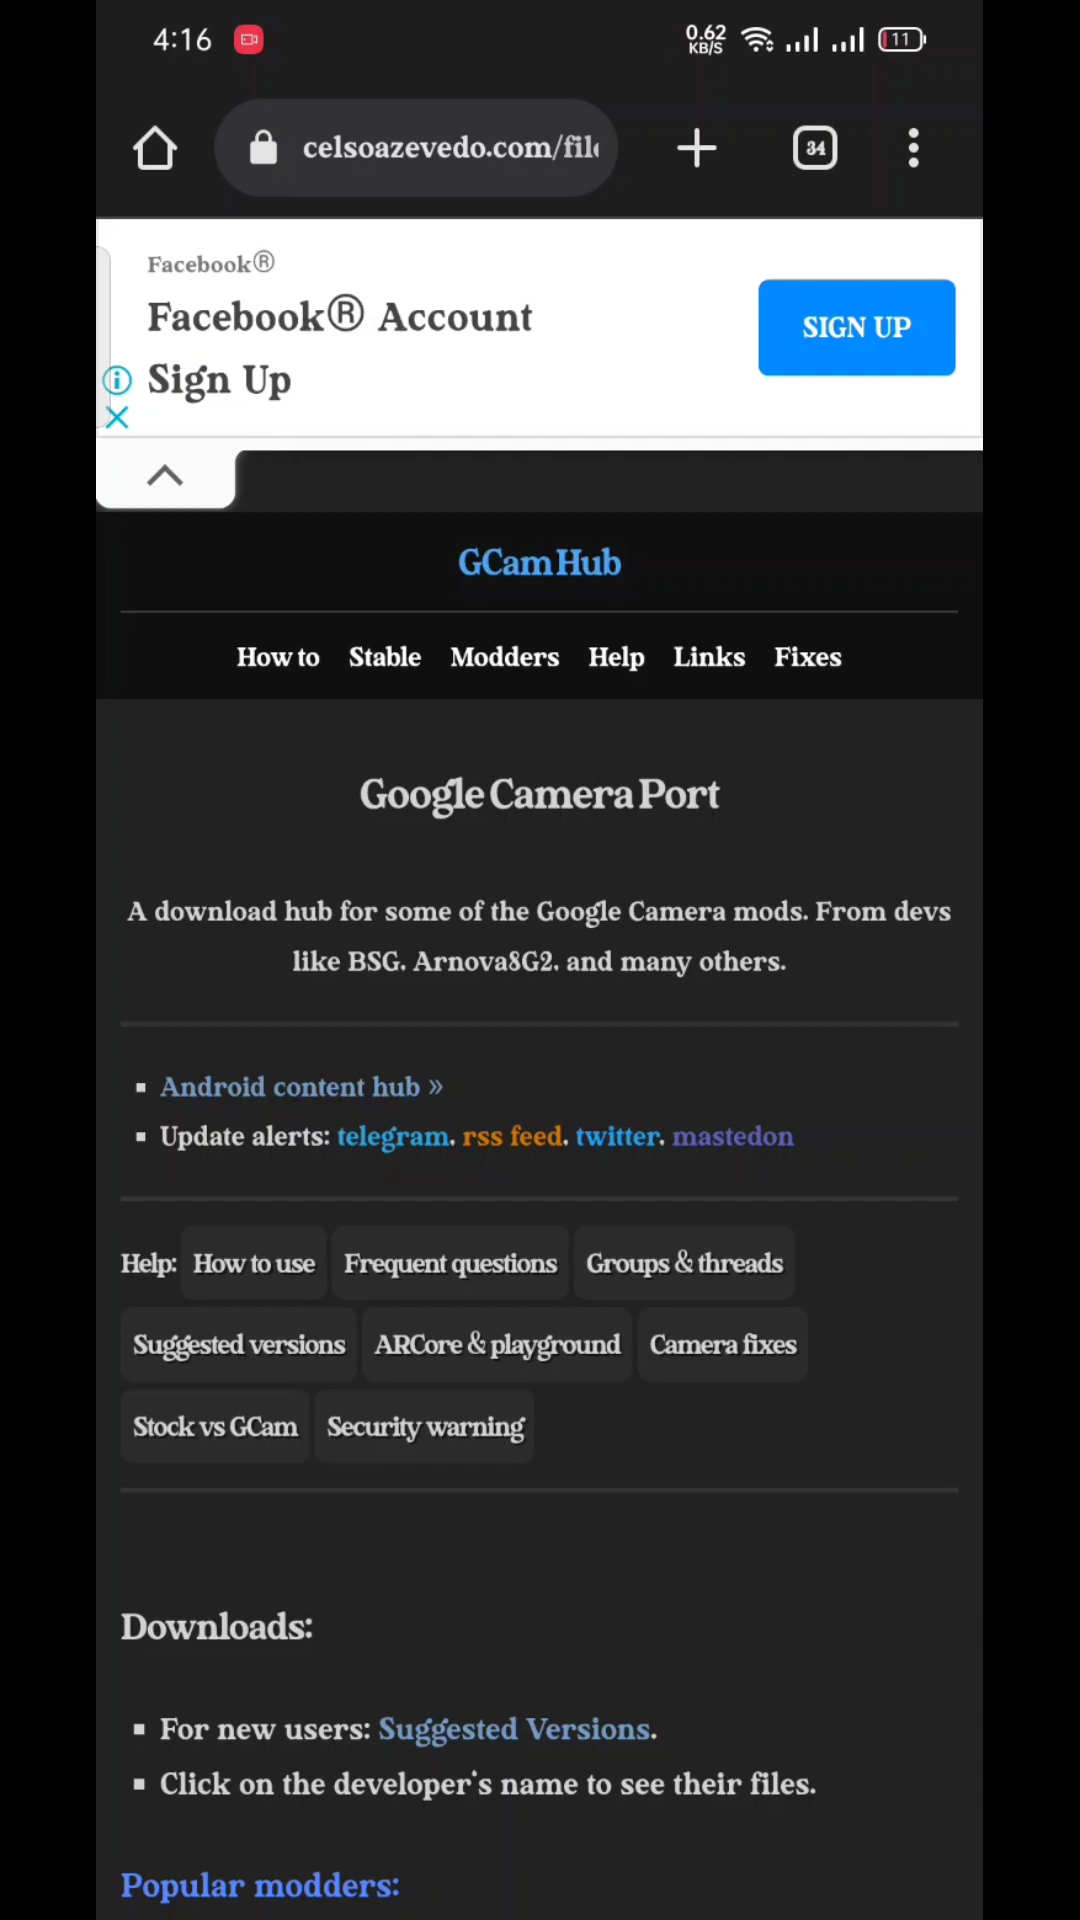 4:16
0.62
KB/S
11
celsoazevedo.com/file
34
Facebook®
Facebook® Account
Sign Up
SIGN UP
GCam Hub
How to Stable Modders Help Links Fixes
Google Camera Port
A download hub for some of the Google Camera mods. From devs
like BSG, Arnova8G2, and many others.
Android content hub »
Update alerts: telegram, rss feed, twitter, mastedon
Help: How to use Frequent questions Groups & threads
Suggested versions ARCore & playground Camera fixes
Stock vs GCam Security warning
Downloads:
For new users: Suggested Versions.
Click on the developer's name to see their files.
Popular modders: